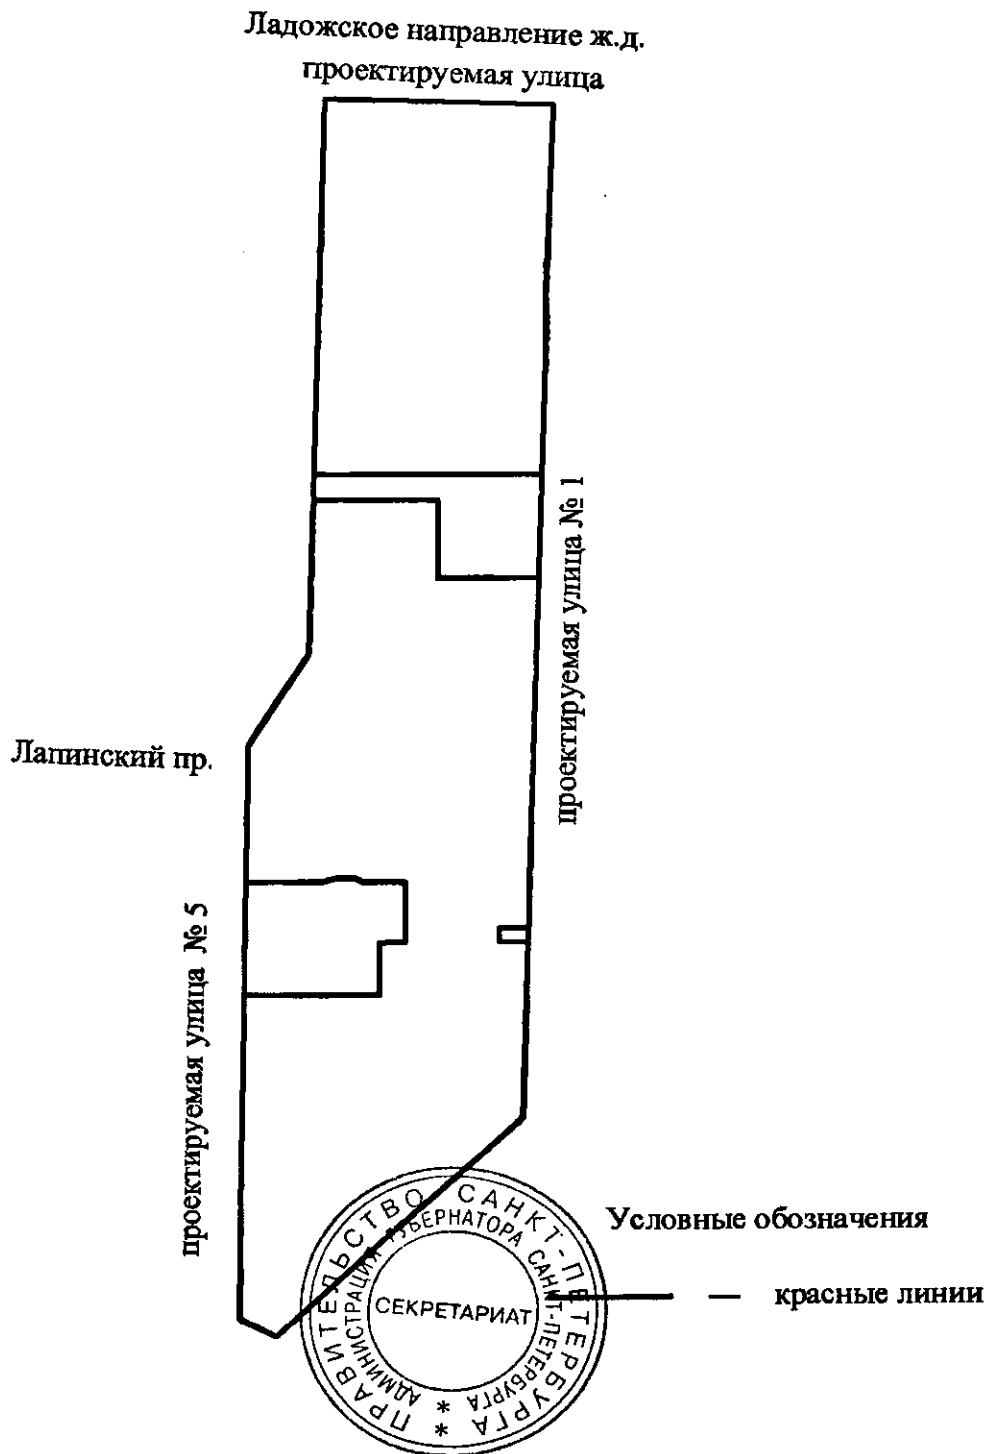 Ладожское направление ж.д.
проектируемая улица
проектируемая улица № 1
Лапинский пр.
проектируемая улица № 5
Условные обозначения
— красные линии
ПРАВИТЕЛЬСТВО САНКТ-ПЕТЕРБУРГА *
АДМИНИСТРАЦИЯ ГУБЕРНАТОРА САНКТ-ПЕТЕРБУРГА *
СЕКРЕТАРИАТ